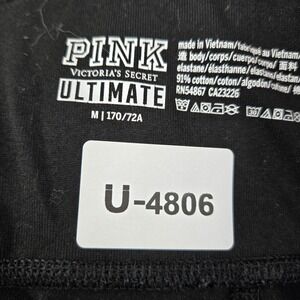 PINK
VICTORIA'S SECRET
ULTIMATE
M | 170/72A
made in Vietnam/fabriqué au Vietnam
body/corps/cuerpo/corpo/
elastane/élasthanne/elastano/elastan
91% cotton/coton/algodón/
RN54867 CA23226
U-4806